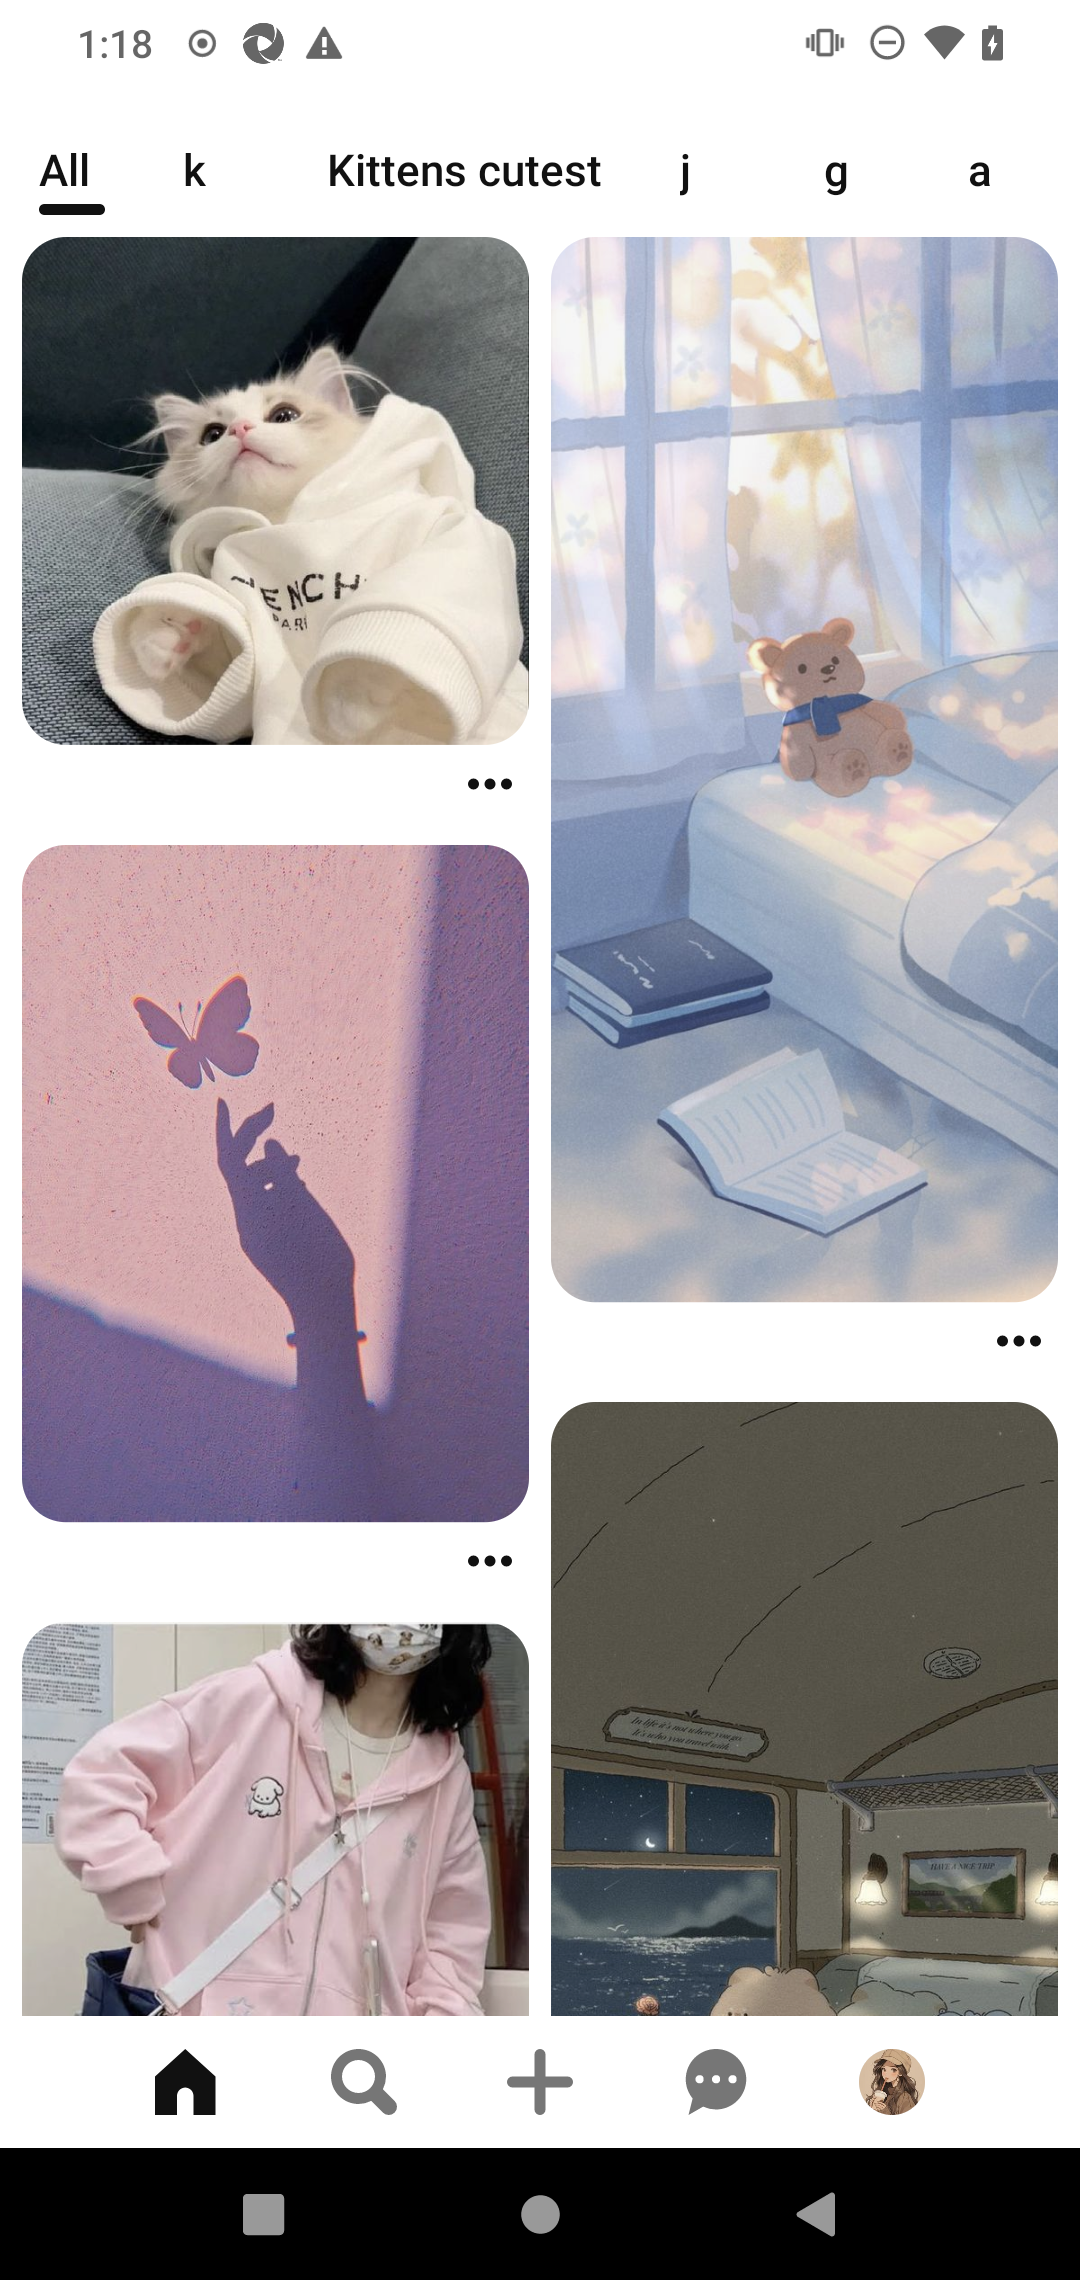 1:18
All k Kittens cutest j g a
ENCH
PARI
In life it's not where you go
It's who you travel with
HAVE A NICE TRIP